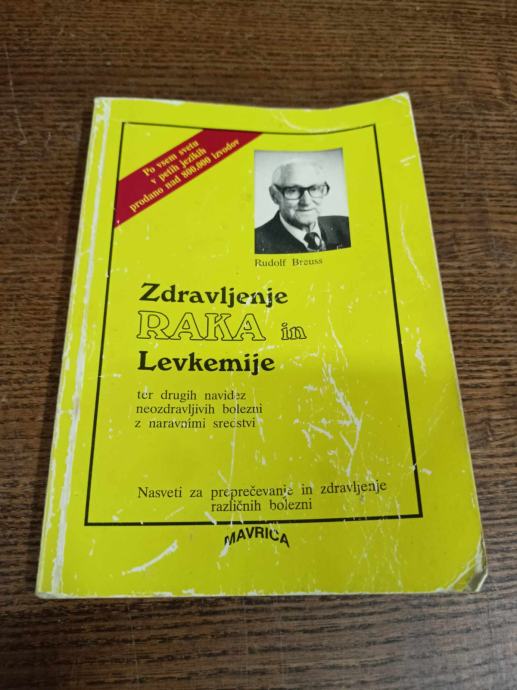 Po vsem svetu
v petih jezikih
prodano nad 800.000 izvodov
Rudolf Breuss
Zdravljenje
RAKA in
Levkemije
ter drugih navidez
neozdravljivih bolezni
z naravnimi sredstvi
Nasveti za preprečevanje in zdravljenje
različnih bolezni
MAVRICA